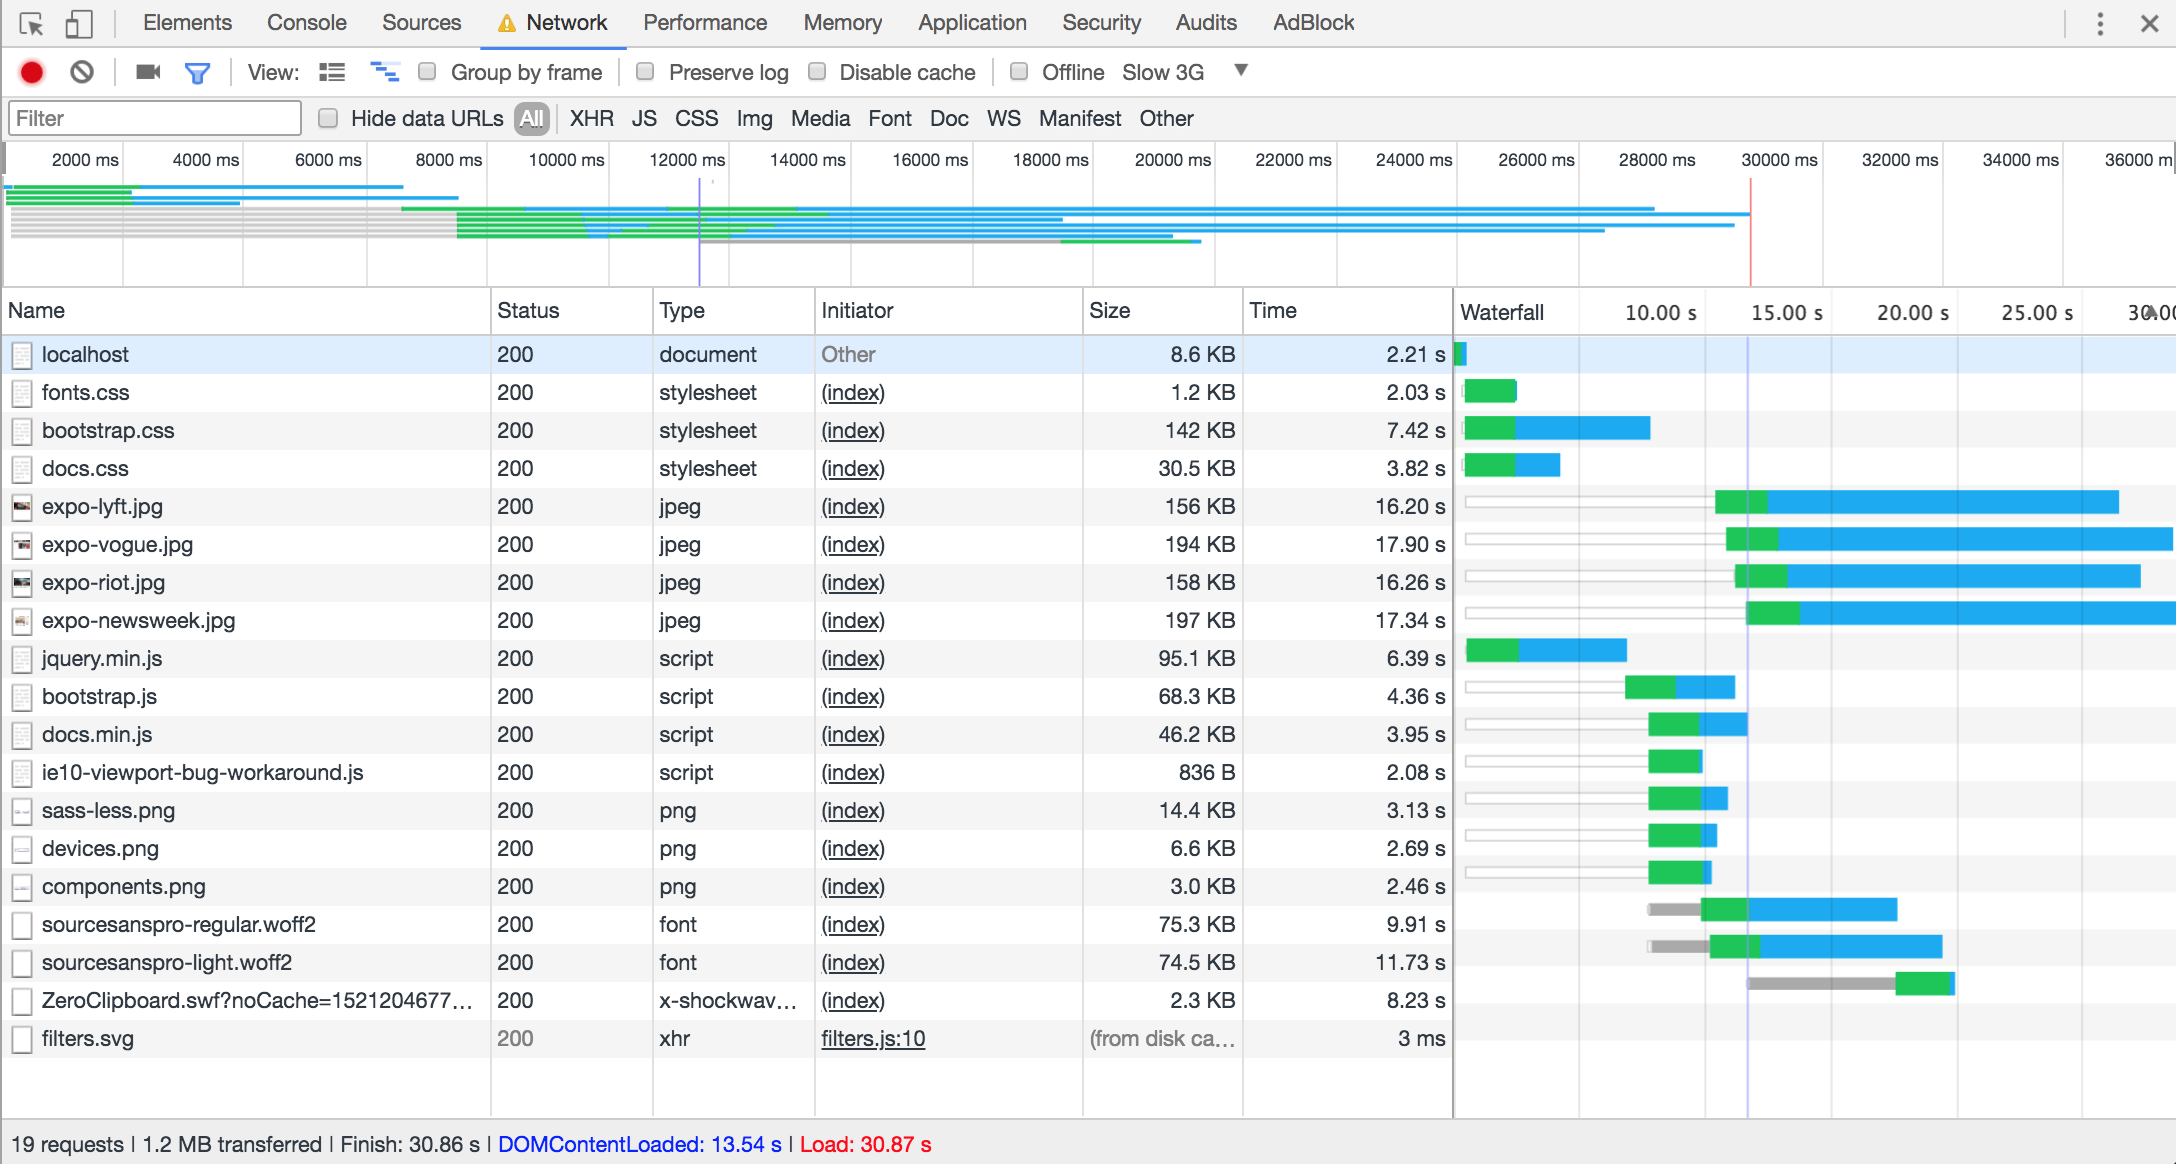 Elements Console Sources Network Performance Memory Application Security Audits AdBlock
View: Group by frame Preserve log Disable cache Offline Slow 3G
Filter Hide data URLs All XHR JS CSS Img Media Font Doc WS Manifest Other
2000 ms 4000 ms 6000 ms 8000 ms 10000 ms 12000 ms 14000 ms 16000 ms 18000 ms 20000 ms 22000 ms 24000 ms 26000 ms 28000 ms 30000 ms 32000 ms 34000 ms 36000 m
Name Status Type Initiator Size Time Waterfall 10.00 s 15.00 s 20.00 s 25.00 s
localhost 200 document Other 8.6 KB 2.21 s
fonts.css 200 stylesheet (index) 1.2 KB 2.03 s
bootstrap.css 200 stylesheet (index) 142 KB 7.42 s
docs.css 200 stylesheet (index) 30.5 KB 3.82 s
expo-lyft.jpg 200 jpeg (index) 156 KB 16.20 s
expo-vogue.jpg 200 jpeg (index) 194 KB 17.90 s
expo-riot.jpg 200 jpeg (index) 158 KB 16.26 s
expo-newsweek.jpg 200 jpeg (index) 197 KB 17.34 s
jquery.min.js 200 script (index) 95.1 KB 6.39 s
bootstrap.js 200 script (index) 68.3 KB 4.36 s
docs.min.js 200 script (index) 46.2 KB 3.95 s
ie10-viewport-bug-workaround.js 200 script (index) 836 B 2.08 s
sass-less.png 200 png (index) 14.4 KB 3.13 s
devices.png 200 png (index) 6.6 KB 2.69 s
components.png 200 png (index) 3.0 KB 2.46 s
sourcesanspro-regular.woff2 200 font (index) 75.3 KB 9.91 s
sourcesanspro-light.woff2 200 font (index) 74.5 KB 11.73 s
ZeroClipboard.swf?noCache=1521204677... 200 x-shockwav... (index) 2.3 KB 8.23 s
filters.svg 200 xhr filters.js:10 (from disk ca... 3 ms
19 requests | 1.2 MB transferred | Finish: 30.86 s | DOMContentLoaded: 13.54 s | Load: 30.87 s